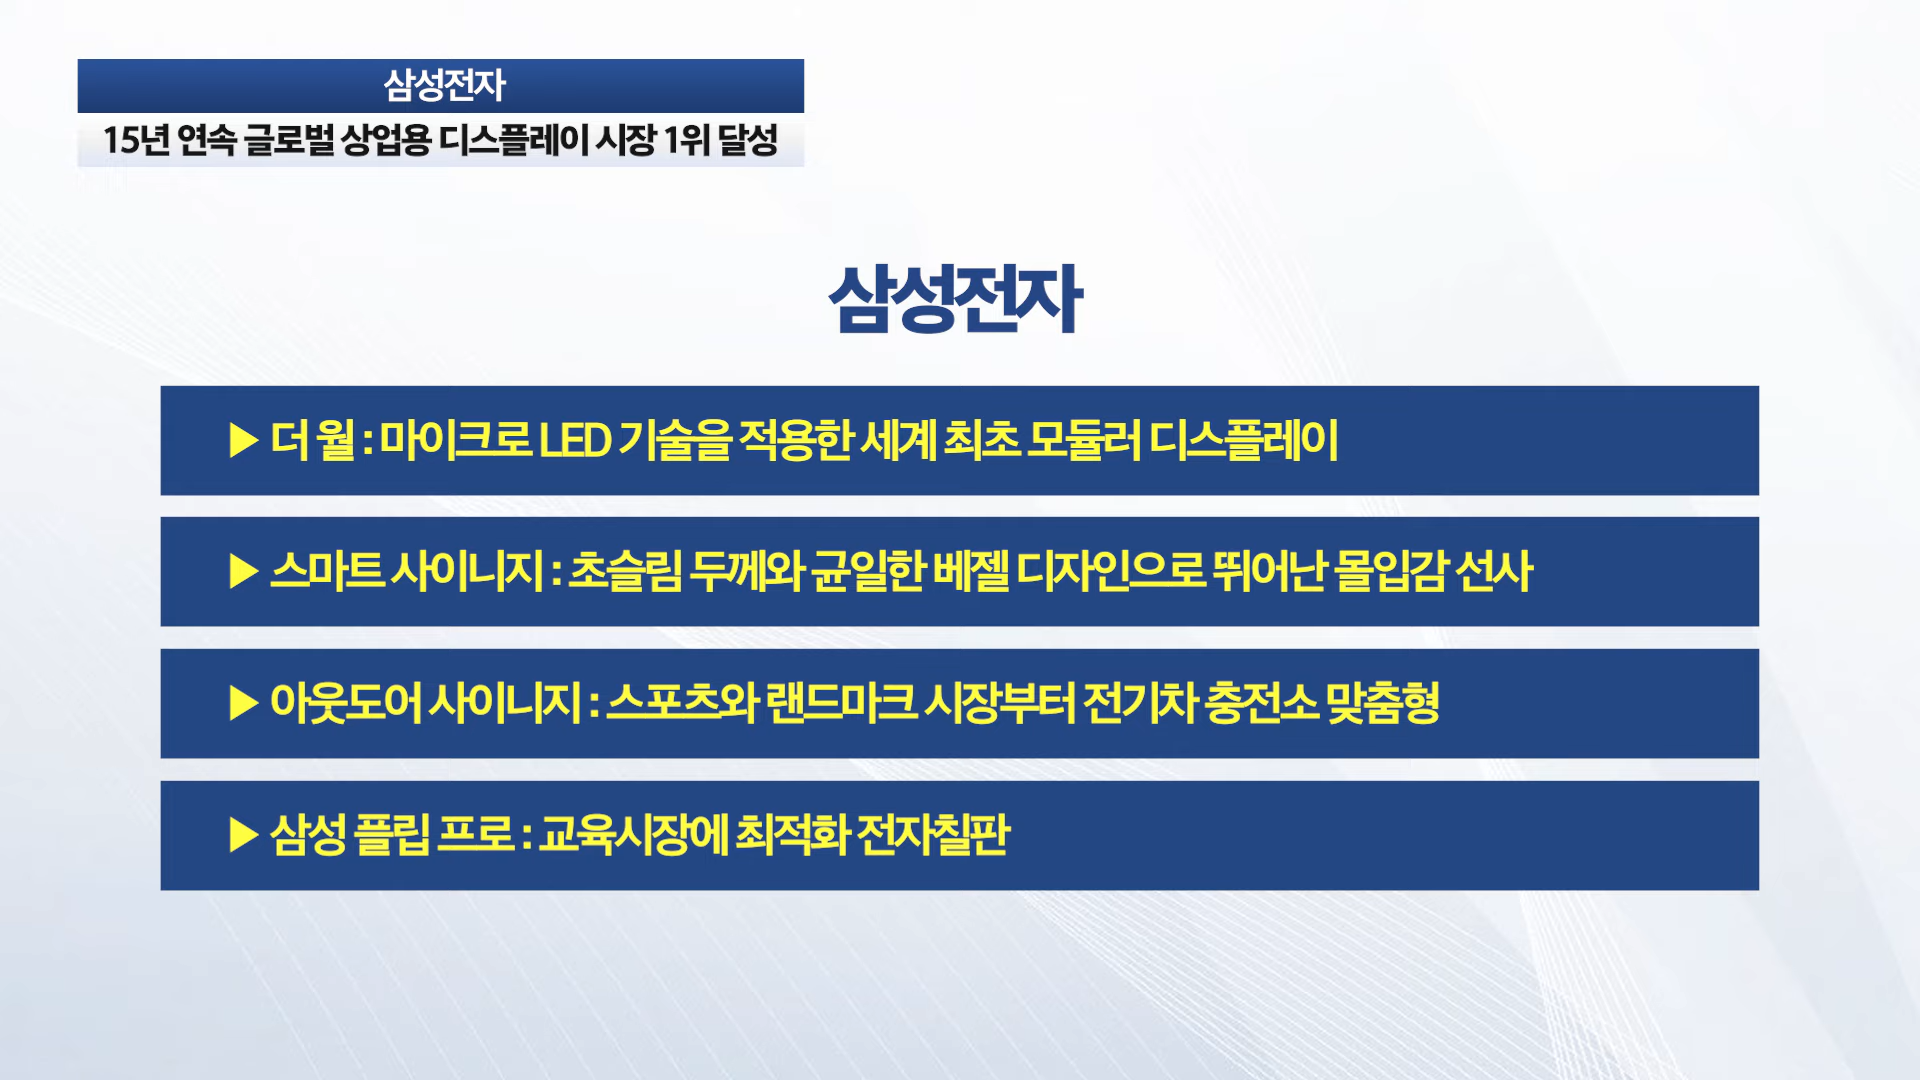 삼성전자
15년 연속 글로벌 상업용 디스플레이 시장 1위 달성
삼성전자
▶ 더 월 : 마이크로 LED 기술을 적용한 세계 최초 모듈러 디스플레이
▶ 스마트 사이니지 : 초슬림 두께와 균일한 베젤 디자인으로 뛰어난 몰입감 선사
▶ 아웃도어 사이니지 : 스포츠와 랜드마크 시장부터 전기차 충전소 맞춤형
▶ 삼성 플립 프로 : 교육시장에 최적화 전자칠판